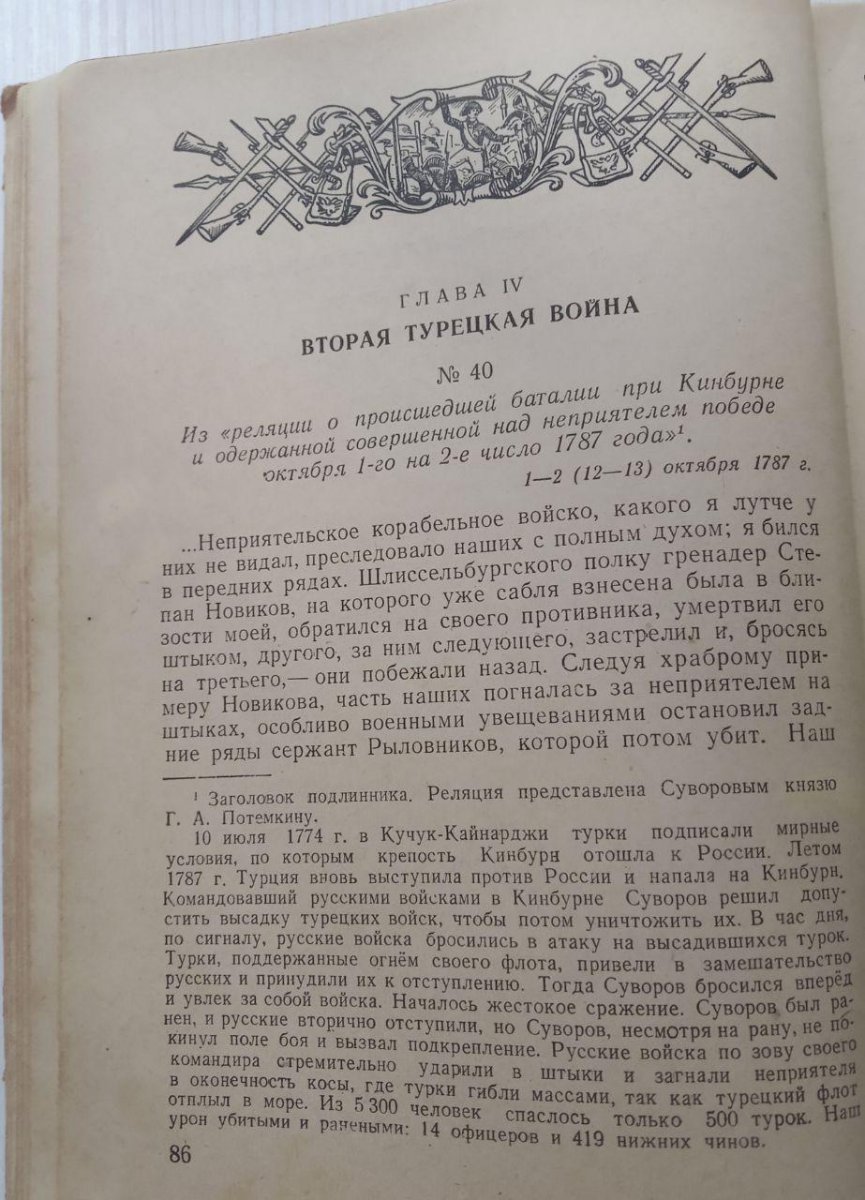 ГЛАВА IV
ВТОРАЯ ТУРЕЦКАЯ ВОЙНА
№ 40
Из «реляции о происшедшей баталии при Кинбурне
и одержанной совершенной над неприятелем победе
октября 1-го на 2-е число 1787 года»¹.
1—2 (12—13) октября 1787 г.
...Неприятельское корабельное войско, какого я лутче у
них не видал, преследовало наших с полным духом; я бился
в передних рядах. Шлиссельбургского полку гренадер Сте-
пан Новиков, на которого уже сабля взнесена была в бли-
зости моей, обратился на своего противника, умертвил его
штыком, другого, за ним следующего, застрелил и, бросясь
на третьего,— они побежали назад. Следуя храброму при-
меру Новикова, часть наших погналась за неприятелем на
штыках, особливо военными увещеваниями остановил зад-
ние ряды сержант Рыловников, которой потом убит. Наш
¹ Заголовок подлинника. Реляция представлена Суворовым князю
Г. А. Потемкину.
10 июля 1774 г. в Кучук-Кайнарджи турки подписали мирные
условия, по которым крепость Кинбурн отошла к России. Летом
1787 г. Турция вновь выступила против России и напала на Кинбурн.
Командовавший русскими войсками в Кинбурне Суворов решил допу-
стить высадку турецких войск, чтобы потом уничтожить их. В час дня,
по сигналу, русские войска бросились в атаку на высадившихся турок.
Турки, поддержанные огнём своего флота, привели в замешательство
русских и принудили их к отступлению. Тогда Суворов бросился вперёд
и увлек за собой войска. Началось жестокое сражение. Суворов был ра-
нен, и русские вторично отступили, но Суворов, несмотря на рану, не по-
кинул поле боя и вызвал подкрепление. Русские войска по зову своего
командира стремительно ударили в штыки и загнали неприятеля
в оконечность косы, где турки гибли массами, так как турецкий флот
отплыл в море. Из 5 300 человек спаслось только 500 турок. Наш
урон убитыми и ранеными: 14 офицеров и 419 нижних чинов.
86